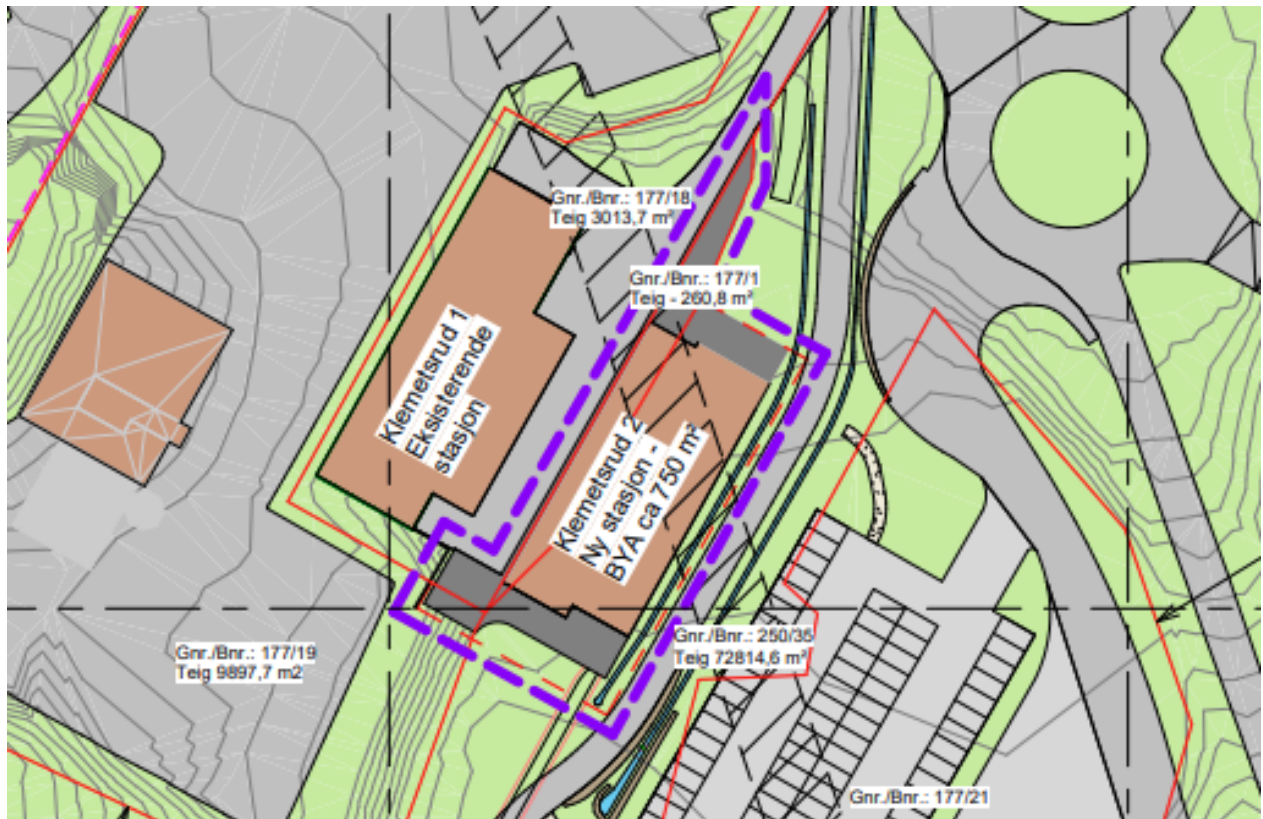 Gnr./Bnr.: 177/18
Teig 3013,7 m²
Gnr./Bnr.: 177/1
Teig - 260,8 m²
Klemetsrud 1
Eksisterende
stasjon
Klemetsrud 2
Ny stasjon -
BYA ca 750 m²
Gnr./Bnr.: 250/35
Teig 72814,6 m²
Gnr./Bnr.: 177/19
Teig 9897,7 m2
Gnr./Bnr.: 177/21